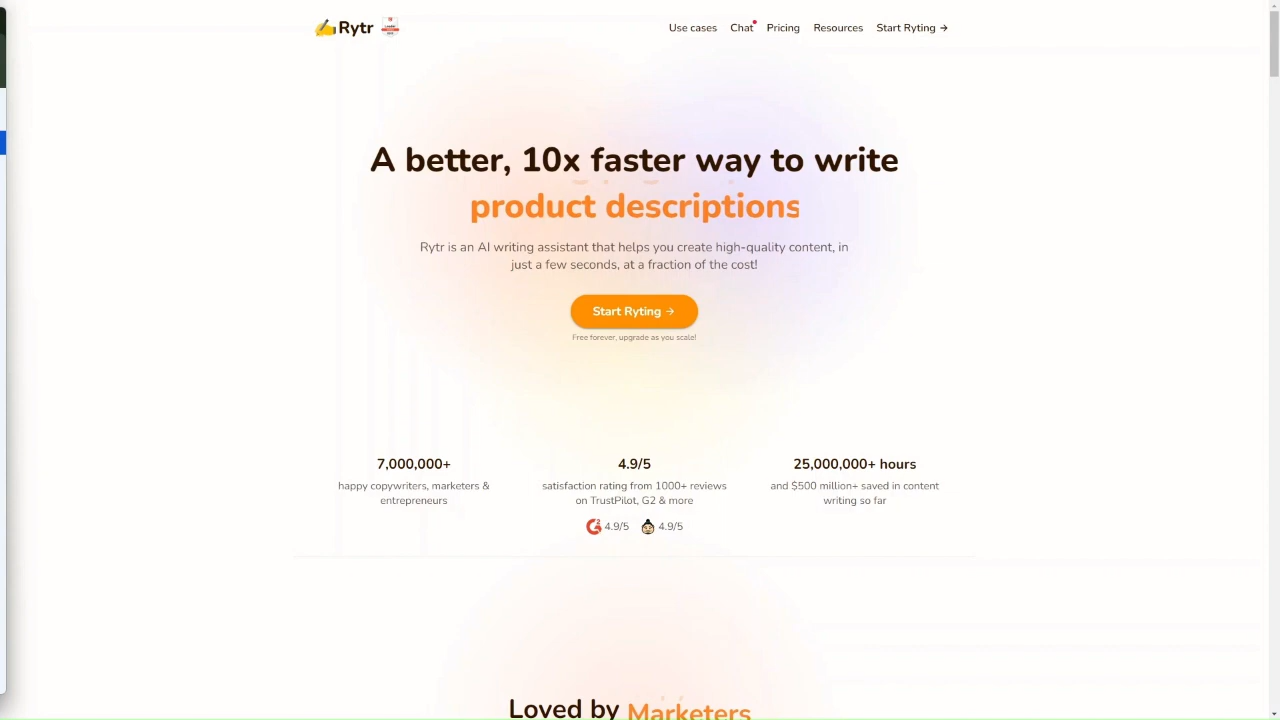 Rytr
Use cases
Chat
Pricing
Resources
Start Ryting →
A better, 10x faster way to write
product descriptions
Rytr is an AI writing assistant that helps you create high-quality content, in
just a few seconds, at a fraction of the cost!
Start Ryting →
Free forever, upgrade as you scale!
7,000,000+
happy copywriters, marketers &
entrepreneurs
4.9/5
satisfaction rating from 1000+ reviews
on TrustPilot, G2 & more
4.9/5
4.9/5
25,000,000+ hours
and $500 million+ saved in content
writing so far
Loved by Marketers